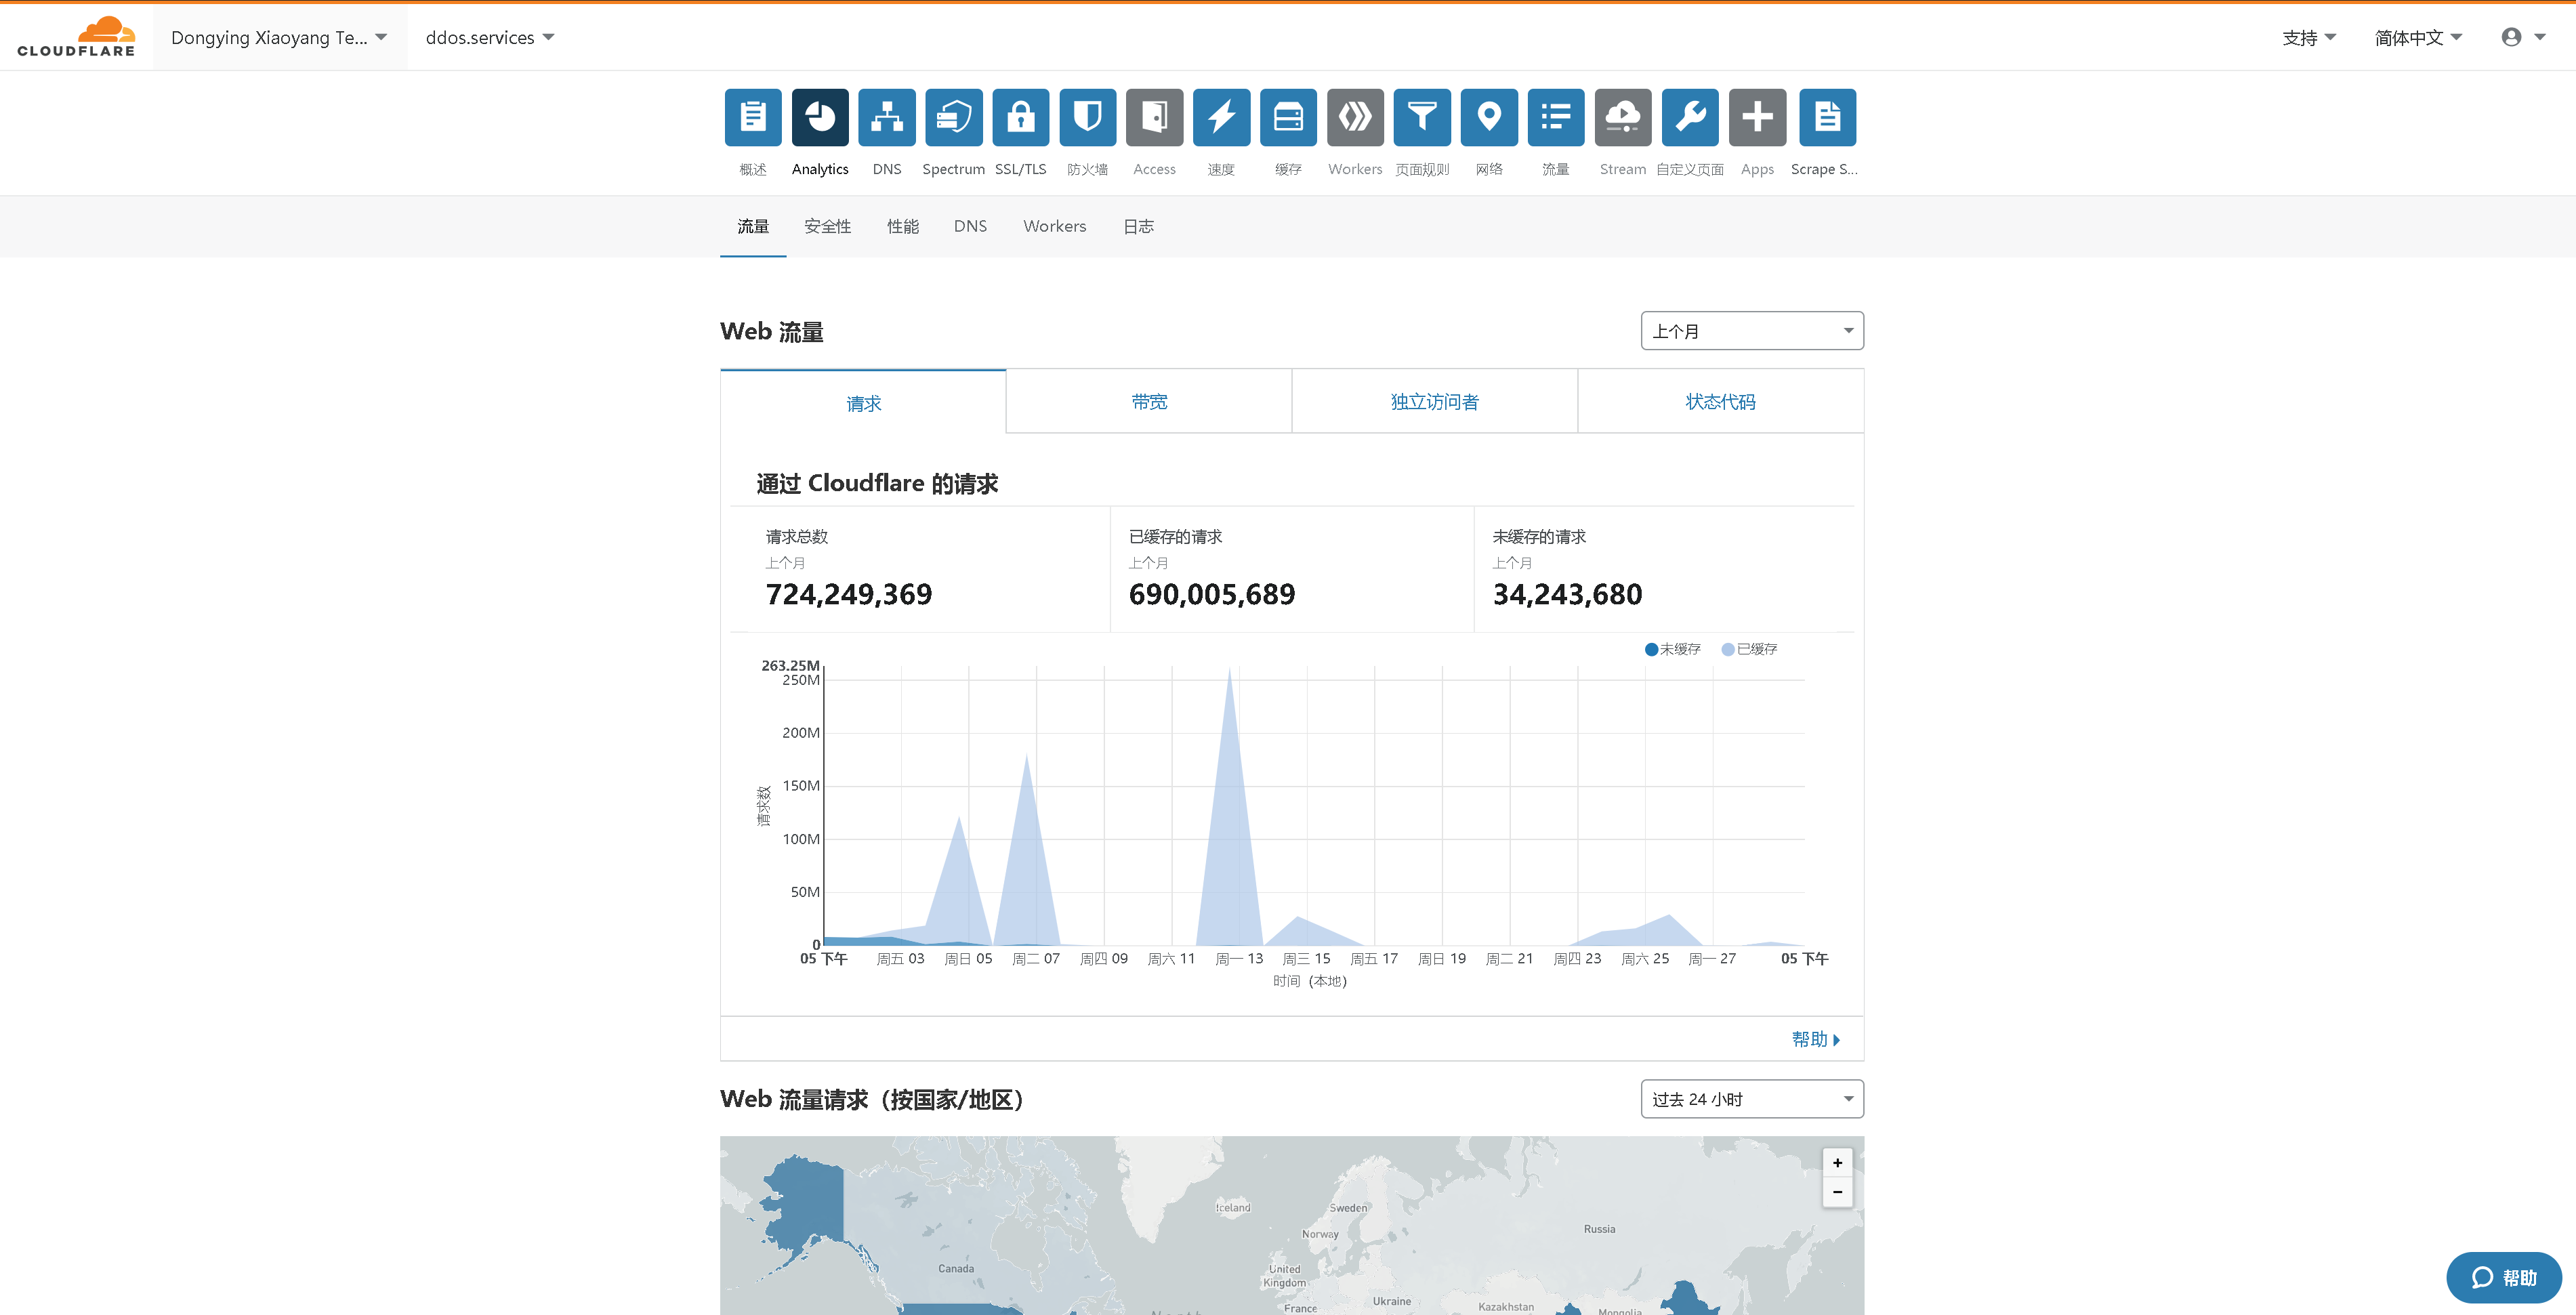 CLOUDFLARE
Dongying Xiaoyang Te...
ddos.services
支持
简体中文
概述
Analytics
DNS
Spectrum
SSL/TLS
防火墙
Access
速度
缓存
Workers
页面规则
网络
流量
Stream
自定义页面
Apps
Scrape S...
流量
安全性
性能
DNS
Workers
日志
Web 流量
上个月
请求
带宽
独立访问者
状态代码
通过 Cloudflare 的请求
请求总数
上个月
724,249,369
已缓存的请求
上个月
690,005,689
未缓存的请求
上个月
34,243,680
未缓存
已缓存
263.25M
250M
200M
150M
100M
50M
0
请求数
05 下午
周五 03
周日 05
周二 07
周四 09
周六 11
周一 13
周三 15
周五 17
周日 19
周二 21
周四 23
周六 25
周一 27
05 下午
时间（本地）
帮助
Web 流量请求（按国家/地区）
过去 24 小时
+
−
Iceland
Sweden
Norway
Russia
Canada
United
Kingdom
France
Ukraine
Kazakhstan
Mongolia
North
帮助